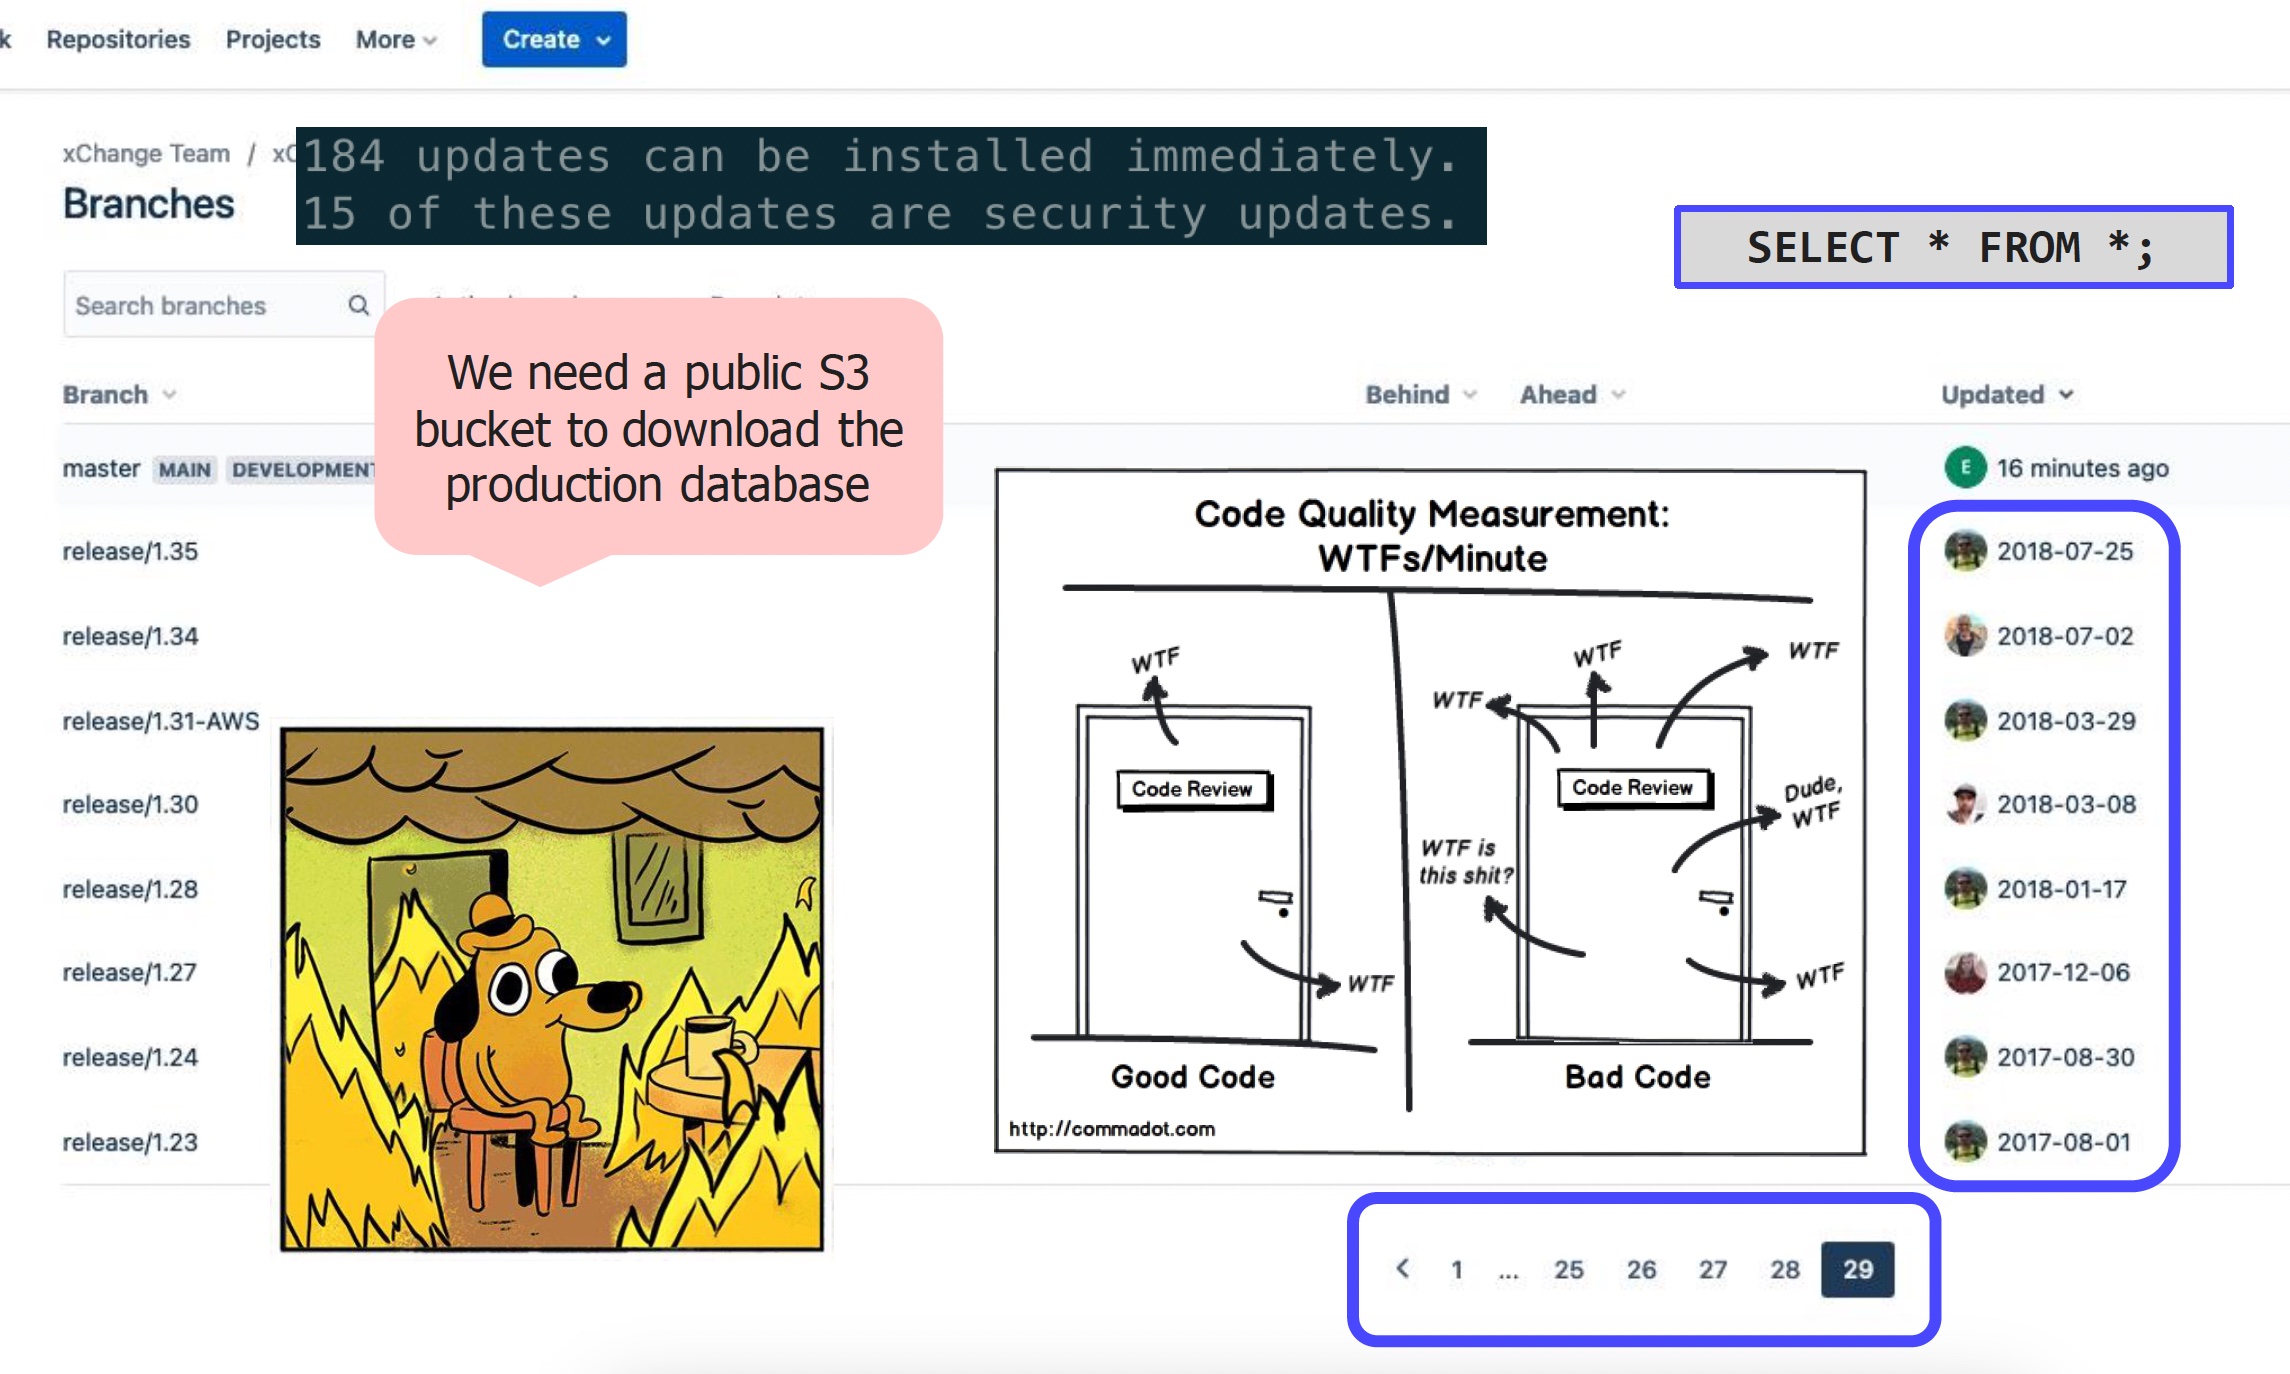 k Repositories Projects More Create
xChange Team / xC
Branches
184 updates can be installed immediately.
15 of these updates are security updates.
SELECT * FROM *;
Search branches
We need a public S3
bucket to download the
production database
Branch Behind Ahead Updated
master MAIN DEVELOPMENT E 16 minutes ago
release/1.35 2018-07-25
release/1.34 2018-07-02
release/1.31-AWS 2018-03-29
release/1.30 2018-03-08
release/1.28 2018-01-17
release/1.27 2017-12-06
release/1.24 2017-08-30
release/1.23 2017-08-01
Code Quality Measurement:
WTFs/Minute
WTF
Code Review
WTF
Good Code
WTF
WTF
WTF
Code Review
Dude,
WTF
WTF is
this shit?
WTF
Bad Code
http://commadot.com
1 ... 25 26 27 28 29